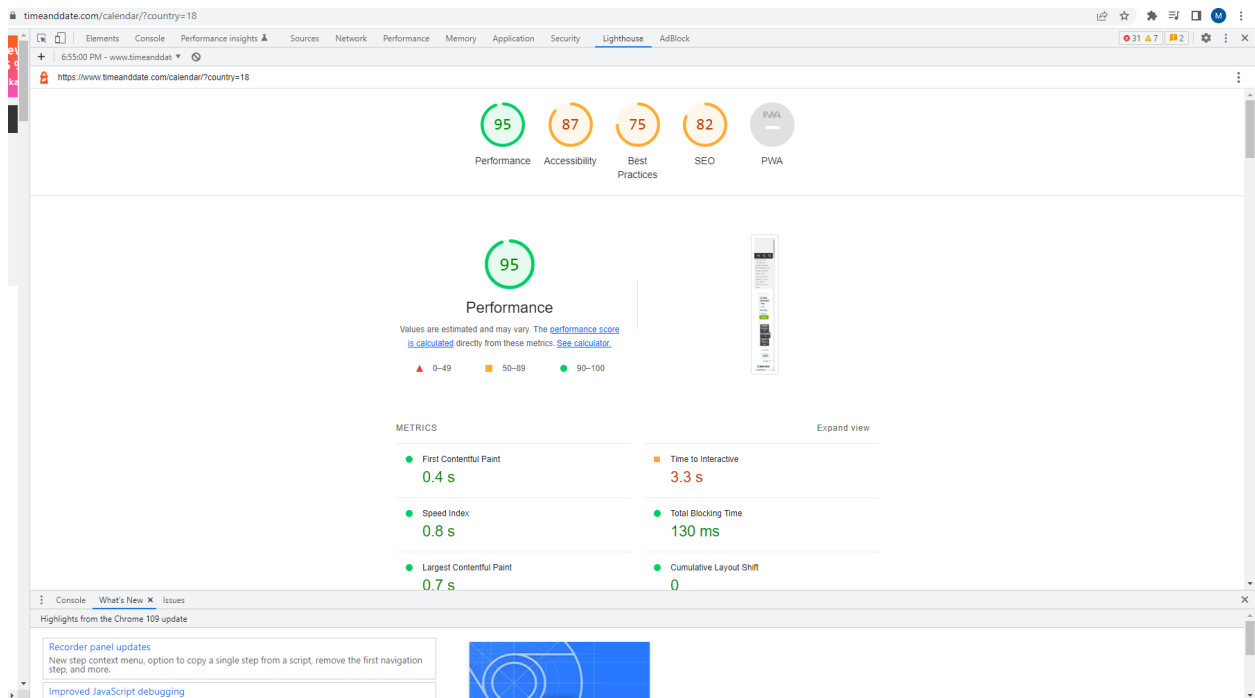 timeanddate.com/calendar/?country=18
M
Elements Console Performance insights Sources Network Performance Memory Application Security Lighthouse AdBlock
31 7 2
+ 6:55:00 PM - www.timeanddat
https://www.timeanddate.com/calendar/?country=18
95 87 75 82 PWA
Performance Accessibility Best Practices SEO PWA
95
Performance
Values are estimated and may vary. The performance score
is calculated directly from these metrics. See calculator.
0–49 50–89 90–100
METRICS Expand view
First Contentful Paint Time to Interactive
0.4 s 3.3 s
Speed Index Total Blocking Time
0.8 s 130 ms
Largest Contentful Paint Cumulative Layout Shift
0.7 s 0
Console What's New Issues
Highlights from the Chrome 109 update
Recorder panel updates
New step context menu, option to copy a single step from a script, remove the first navigation
step, and more.
Improved JavaScript debugging